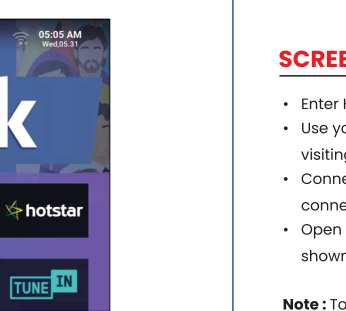 05:05 AM
Wed,05.31
k
hotstar
TUNE IN
SCREE
• Enter
• Use yo
visiting
• Conne
conne
• Open
shown
Note : To